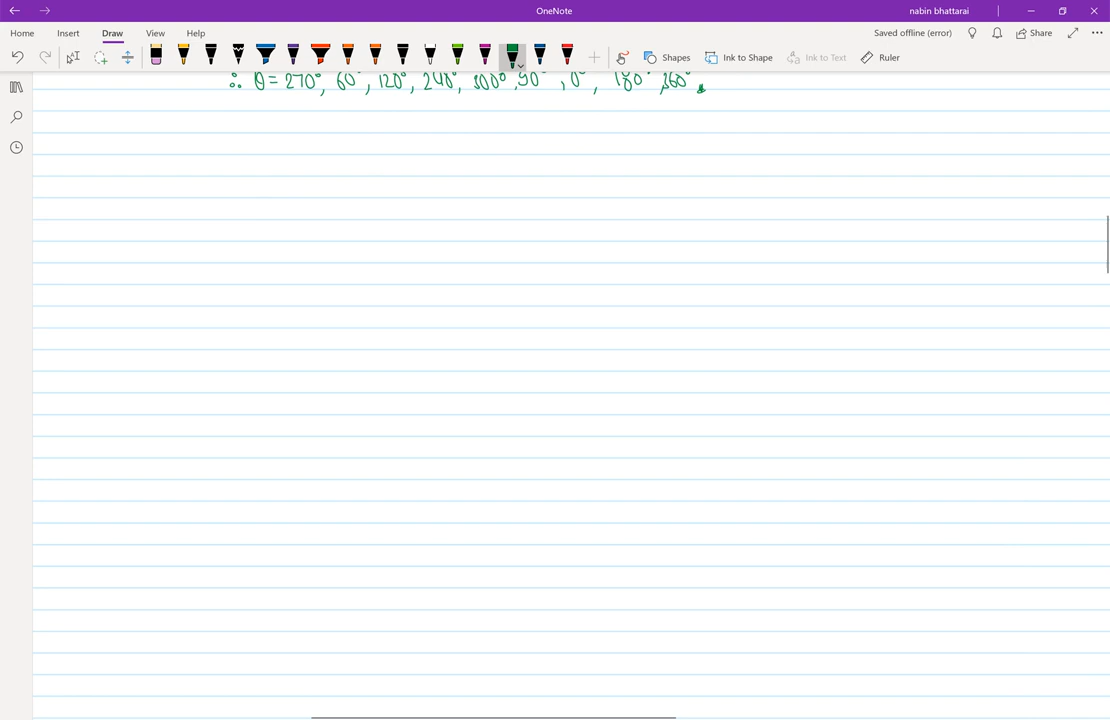 OneNote
nabin bhattarai
Home Insert Draw View Help
Saved offline (error) Share
Shapes Ink to Shape Ink to Text Ruler
∴ θ = 270°, 60°, 120°, 240°, 300°, 90°, 0°, 180°, 360°.